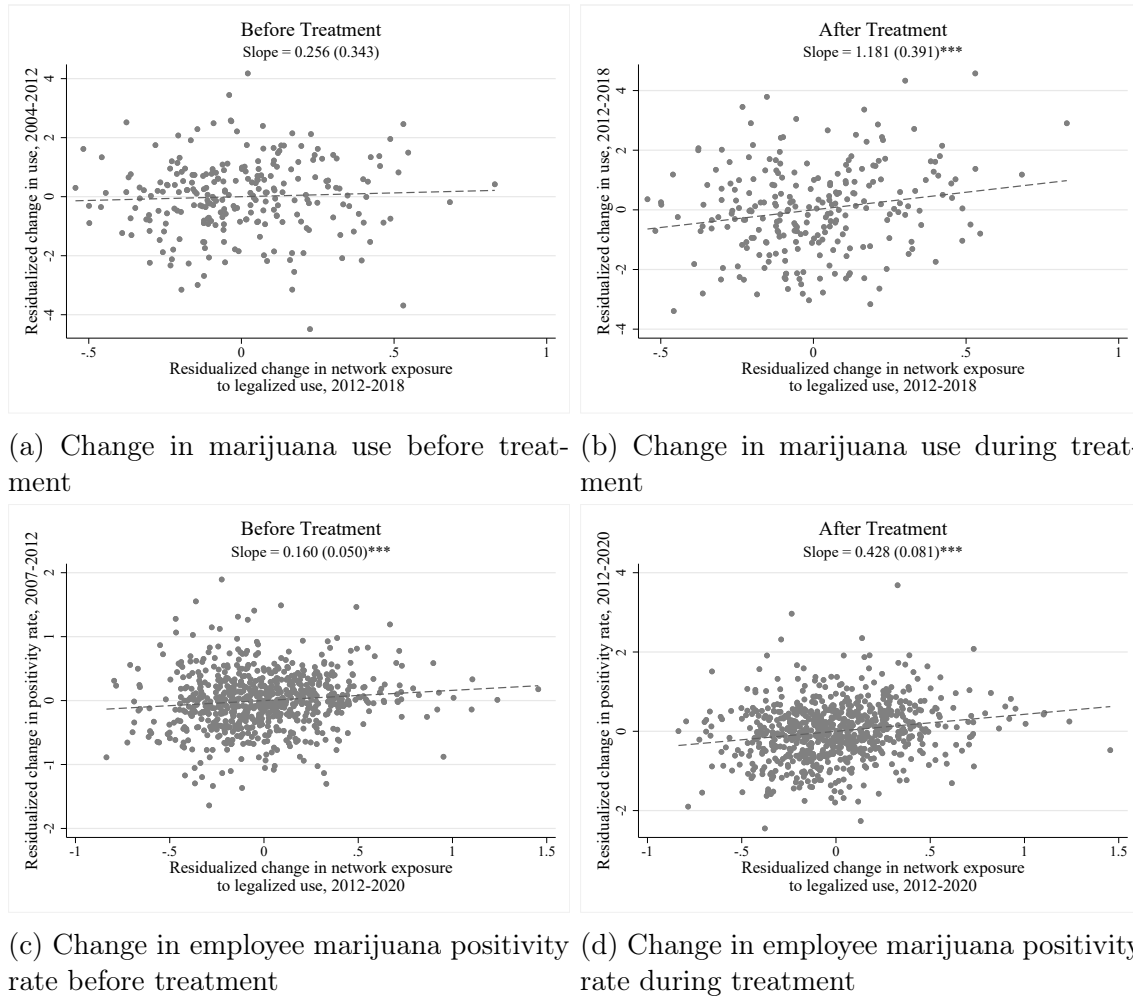 Before Treatment
Slope = 0.256 (0.343)
Residualized change in use, 2004-2012
4
2
0
-2
-4
-.5
0
.5
1
Residualized change in network exposure
to legalized use, 2012-2018
After Treatment
Slope = 1.181 (0.391)***
Residualized change in use, 2012-2018
4
2
0
-2
-4
-.5
0
.5
1
Residualized change in network exposure
to legalized use, 2012-2018
(a) Change in marijuana use before treat-
ment
(b) Change in marijuana use during treat-
ment
Before Treatment
Slope = 0.160 (0.050)***
Residualized change in positivity rate, 2007-2012
2
1
0
-1
-2
-1
-.5
0
.5
1
1.5
Residualized change in network exposure
to legalized use, 2012-2020
After Treatment
Slope = 0.428 (0.081)***
Residualized change in positivity rate, 2012-2020
4
2
0
-2
-1
-.5
0
.5
1
1.5
Residualized change in network exposure
to legalized use, 2012-2020
(c) Change in employee marijuana positivity
rate before treatment
(d) Change in employee marijuana positivity
rate during treatment